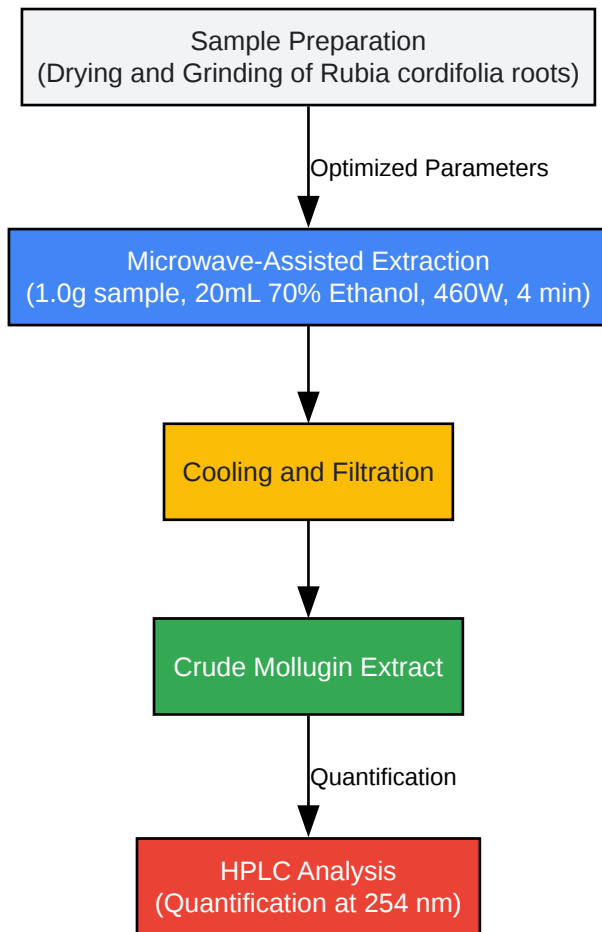 Sample Preparation
(Drying and Grinding of Rubia cordifolia roots)
Optimized Parameters
Microwave-Assisted Extraction
(1.0g sample, 20mL 70% Ethanol, 460W, 4 min)
Cooling and Filtration
Crude Mollugin Extract
Quantification
HPLC Analysis
(Quantification at 254 nm)